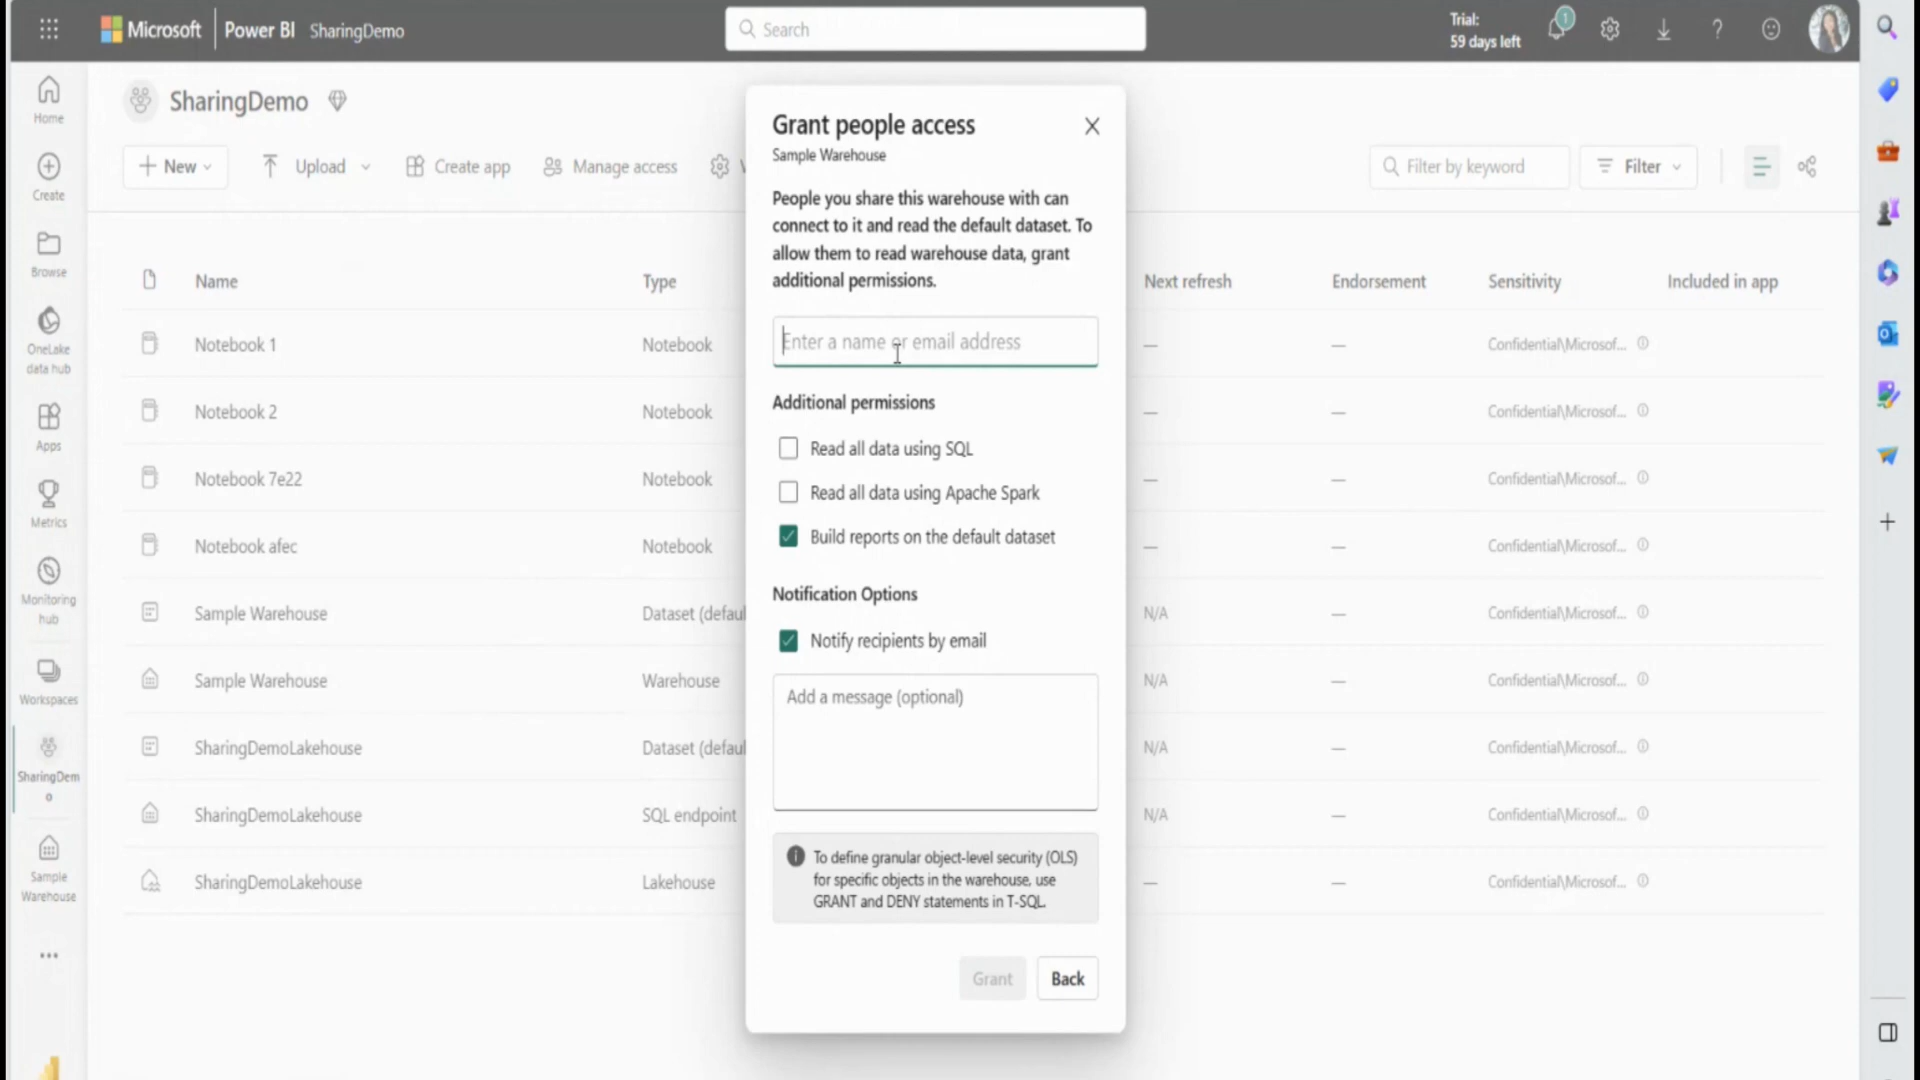 Microsoft
Power BI
SharingDemo
Search
Trial:
59 days left
1
Home
Create
Browse
OneLake
data hub
Apps
Metrics
Monitoring
hub
Workspaces
SharingDem
o
Sample
Warehouse
SharingDemo
New
Upload
Create app
Manage access
Filter by keyword
Filter
Name
Type
Next refresh
Endorsement
Sensitivity
Included in app
Notebook 1
Notebook
—
—
Confidential\Microsof...
Notebook 2
Notebook
—
—
Confidential\Microsof...
Notebook 7e22
Notebook
—
—
Confidential\Microsof...
Notebook afec
Notebook
—
—
Confidential\Microsof...
Sample Warehouse
Dataset (defaul
N/A
—
Confidential\Microsof...
Sample Warehouse
Warehouse
N/A
—
Confidential\Microsof...
SharingDemoLakehouse
Dataset (defaul
N/A
—
Confidential\Microsof...
SharingDemoLakehouse
SQL endpoint
N/A
—
Confidential\Microsof...
SharingDemoLakehouse
Lakehouse
—
—
Confidential\Microsof...
Grant people access
Sample Warehouse
People you share this warehouse with can
connect to it and read the default dataset. To
allow them to read warehouse data, grant
additional permissions.
Enter a name or email address
Additional permissions
Read all data using SQL
Read all data using Apache Spark
Build reports on the default dataset
Notification Options
Notify recipients by email
Add a message (optional)
To define granular object-level security (OLS)
for specific objects in the warehouse, use
GRANT and DENY statements in T-SQL.
Grant
Back